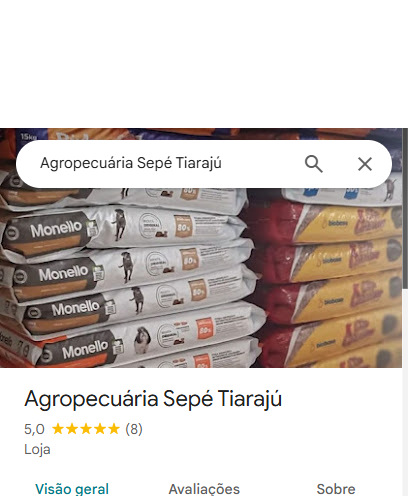 15kg
Agropecuária Sepé Tiarajú
Monello
80%
Monello
80%
Monello
80%
Monello
80%
Agropecuária Sepé Tiarajú
5,0 (8)
Loja
Visão geral Avaliações Sobre